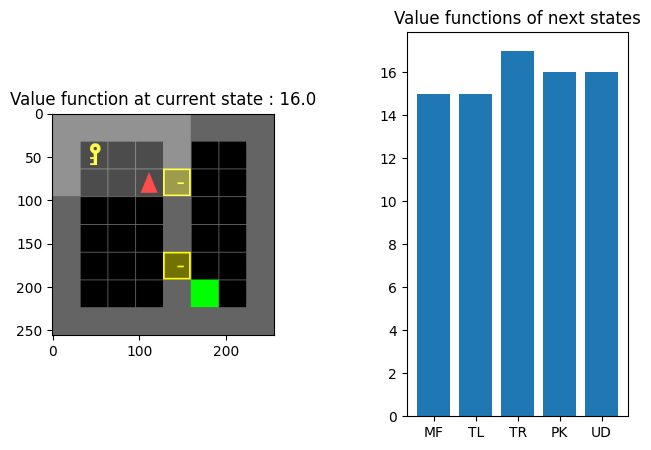 Value function at current state : 16.0
0
50
100
150
200
250
0
100
200
Value functions of next states
16
14
12
10
8
6
4
2
0
MF
TL
TR
PK
UD